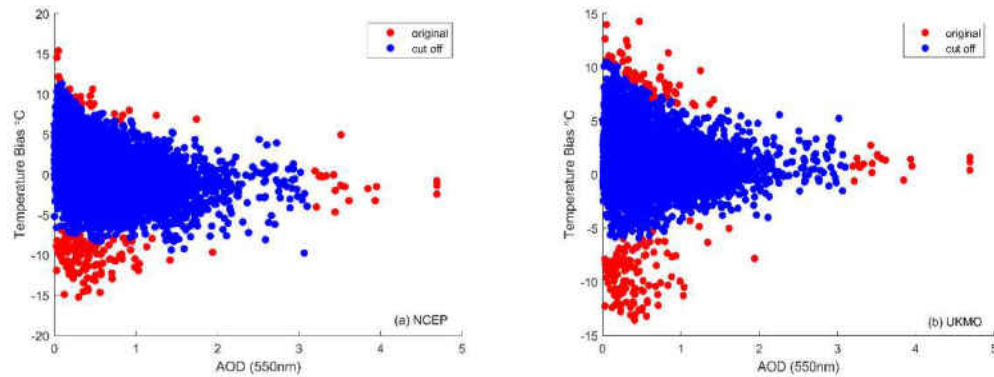 20
15
10
5
0
-5
-10
-15
-20
Temperature Bias °C
original
cut off
(a) NCEP
0 1 2 3 4 5
AOD (550nm)
15
10
5
0
-5
-10
-15
Temperature Bias °C
original
cut off
(b) UKMO
0 1 2 3 4 5
AOD (550nm)